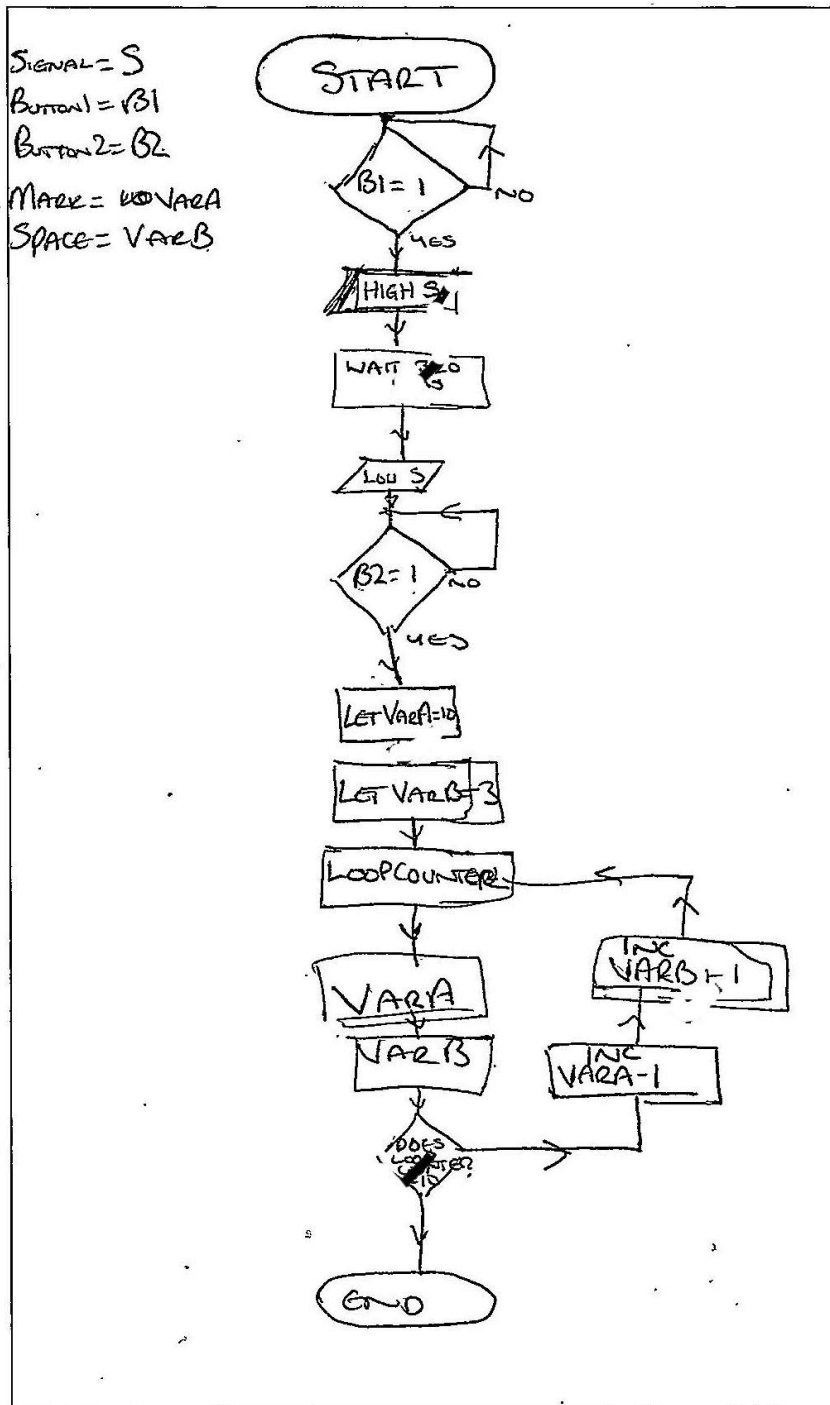 SIGNAL = S
BUTTON1 = B1
BUTTON2 = B2
MARK = VARA
SPACE = VARB
START
B1 = 1
NO
YES
HIGH S
WAIT
LOW S
B2 = 1
NO
YES
LET VARA=10
LET VARB=3
LOOPCOUNTER
VARA
VARB
INC
VARB+1
INC
VARA-1
DOES
END